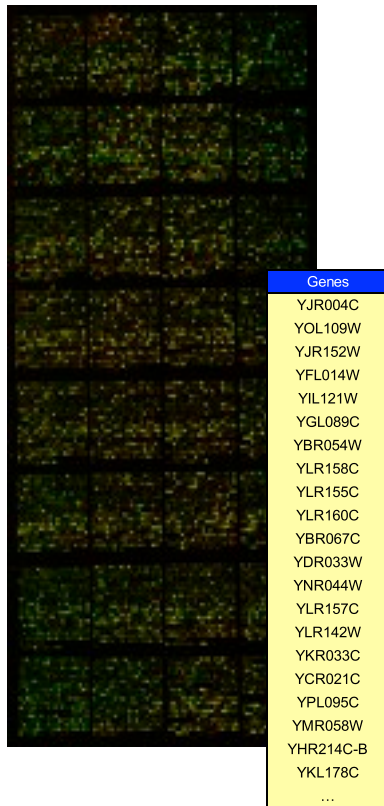 Genes
YJR004C
YOL109W
YJR152W
YFL014W
YIL121W
YGL089C
YBR054W
YLR158C
YLR155C
YLR160C
YBR067C
YDR033W
YNR044W
YLR157C
YLR142W
YKR033C
YCR021C
YPL095C
YMR058W
YHR214C-B
YKL178C
…